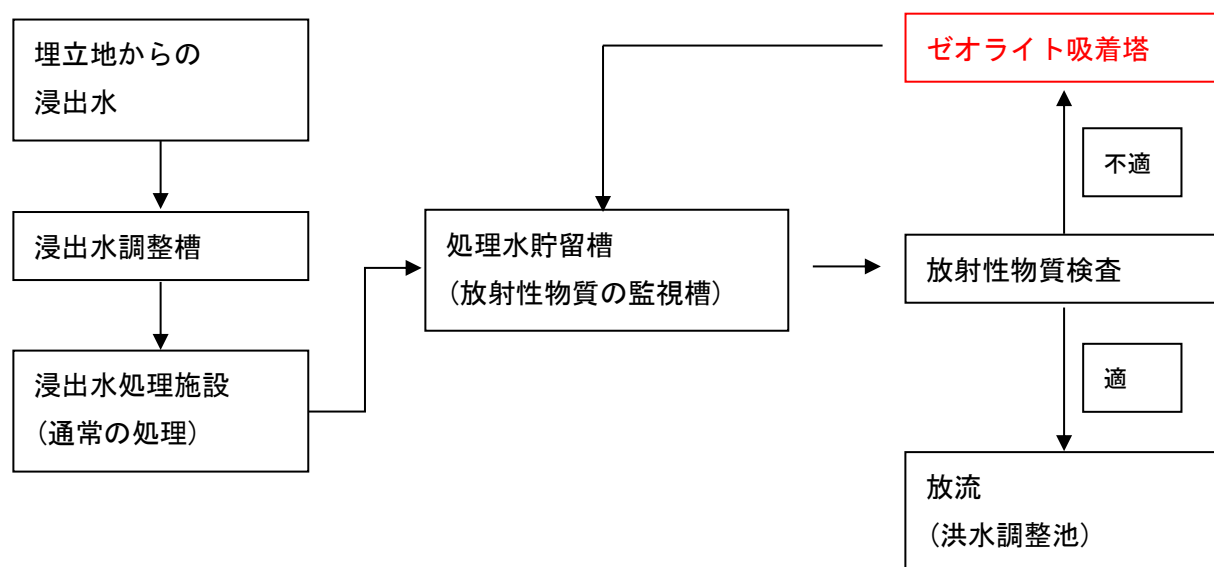 埋立地からの
浸出水
浸出水調整槽
浸出水処理施設
（通常の処理）
処理水貯留槽
（放射性物質の監視槽）
ゼオライト吸着塔
不適
放射性物質検査
適
放流
（洪水調整池）